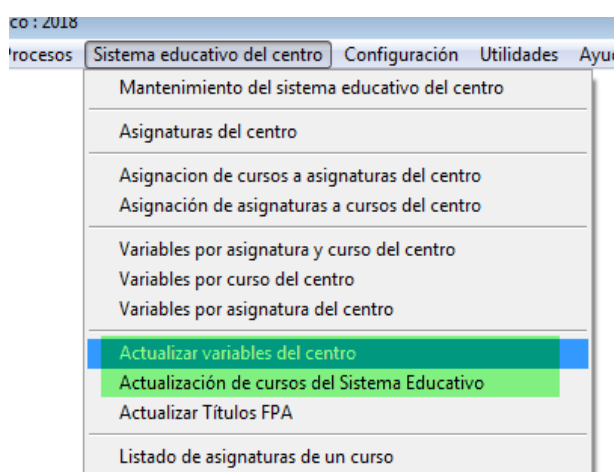 co : 2018
Procesos Sistema educativo del centro Configuración Utilidades Ayu
Mantenimiento del sistema educativo del centro
Asignaturas del centro
Asignacion de cursos a asignaturas del centro
Asignación de asignaturas a cursos del centro
Variables por asignatura y curso del centro
Variables por curso del centro
Variables por asignatura del centro
Actualizar variables del centro
Actualización de cursos del Sistema Educativo
Actualizar Títulos FPA
Listado de asignaturas de un curso